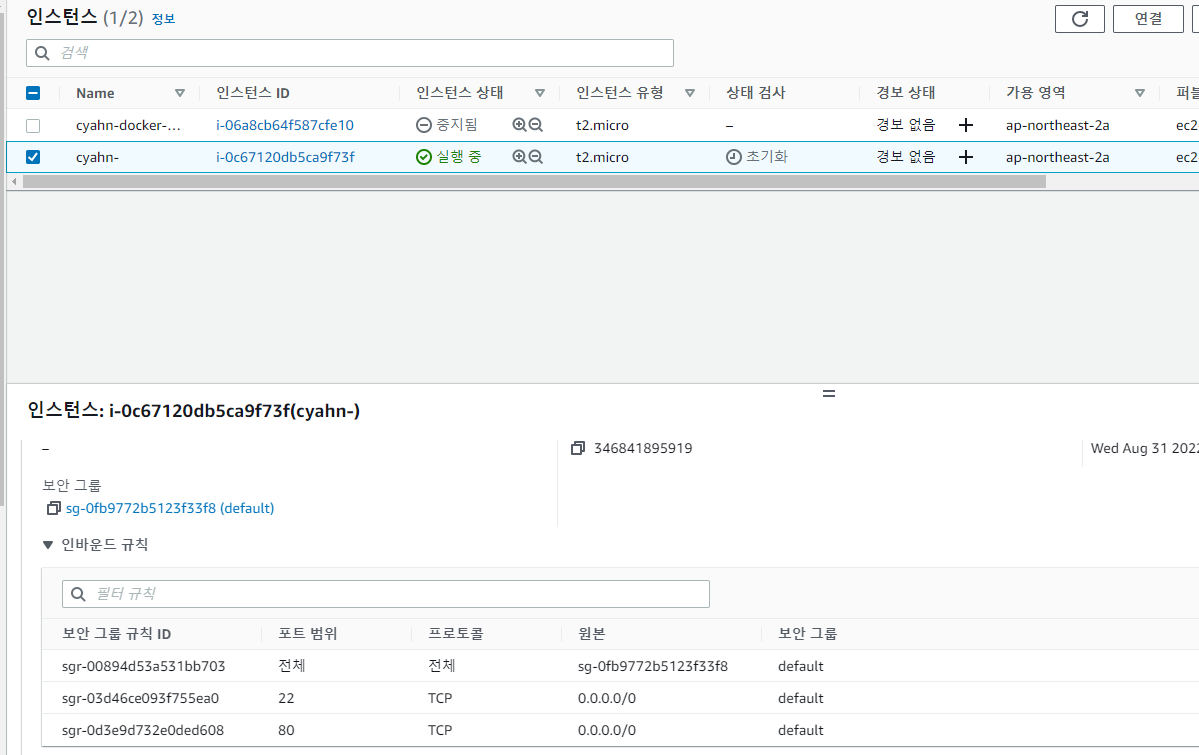 인스턴스 (1/2) 정보
연결
검색
Name 인스턴스 ID 인스턴스 상태 인스턴스 유형 상태 검사 경보 상태 가용 영역 퍼블
cyahn-docker-... i-06a8cb64f587cfe10 중지됨 t2.micro – 경보 없음 + ap-northeast-2a ec2
cyahn- i-0c67120db5ca9f73f 실행 중 t2.micro 초기화 경보 없음 + ap-northeast-2a ec2
인스턴스: i-0c67120db5ca9f73f(cyahn-)
– 346841895919 Wed Aug 31 2022
보안 그룹
sg-0fb9772b5123f33f8 (default)
▼ 인바운드 규칙
필터 규칙
보안 그룹 규칙 ID 포트 범위 프로토콜 원본 보안 그룹
sgr-00894d53a531bb703 전체 전체 sg-0fb9772b5123f33f8 default
sgr-03d46ce093f755ea0 22 TCP 0.0.0.0/0 default
sgr-0d3e9d732e0ded608 80 TCP 0.0.0.0/0 default